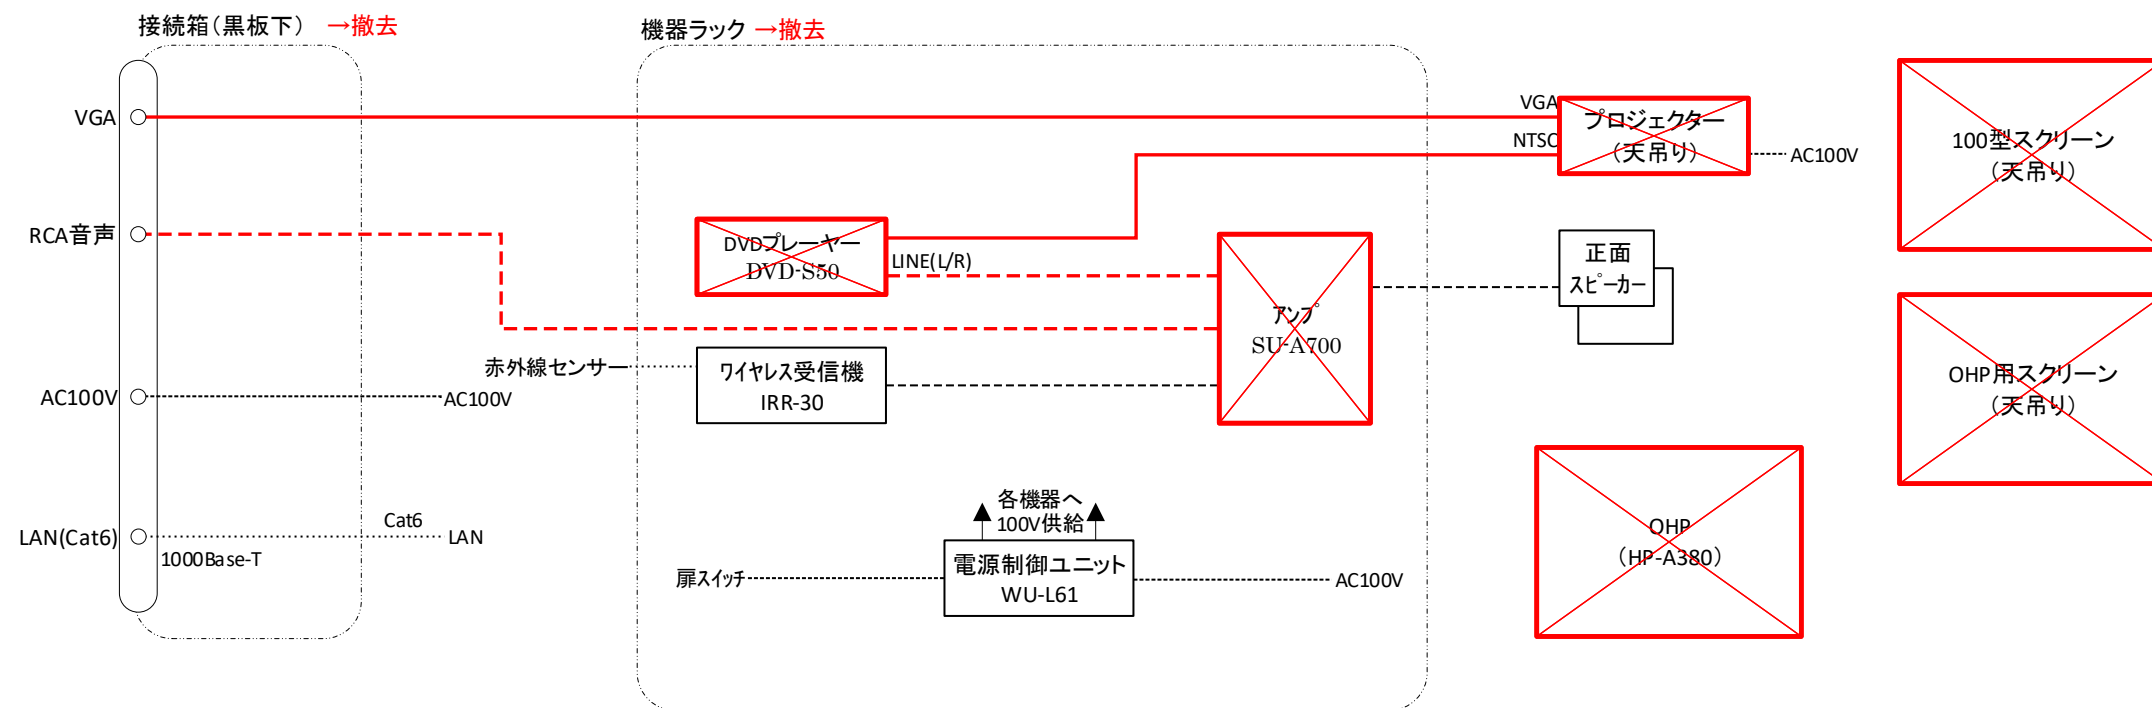 接続箱（黒板下） →撤去
機器ラック →撤去
VGA
VGA
プロジェクター
（天吊り）
NTSC
AC100V
100型スクリーン
（天吊り）
RCA音声
DVDプレーヤー
DVD-S50
LINE(L/R)
正面
スピーカー
アンプ
SU-A700
赤外線センサー
ワイヤレス受信機
IRR-30
OHP用スクリーン
（天吊り）
AC100V
AC100V
各機器へ
100V供給
OHP
（HP-A380）
LAN(Cat6)
Cat6
LAN
1000Base-T
扉スイッチ
電源制御ユニット
WU-L61
AC100V